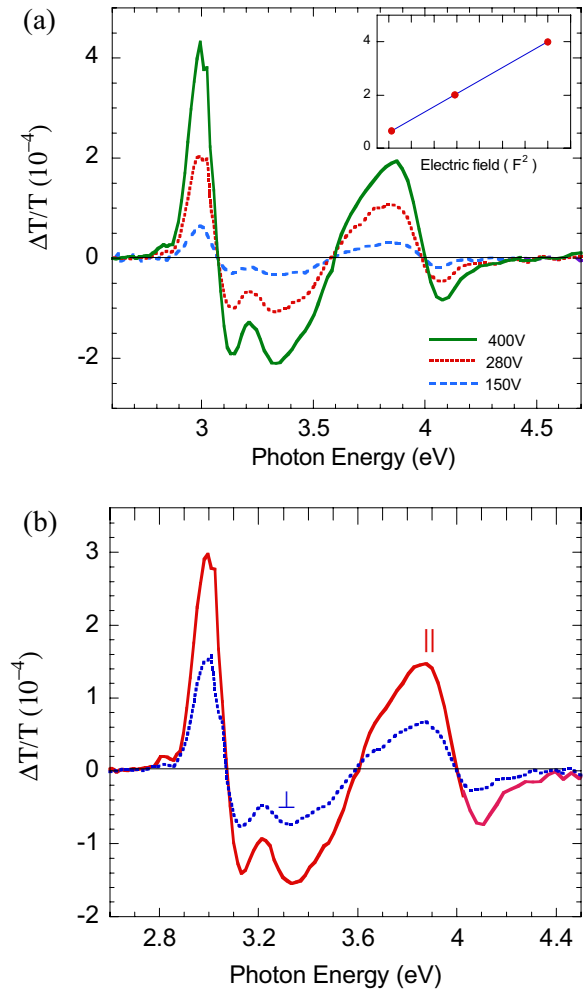 (a)
ΔT/T (10⁻⁴)
4
2
0
-2
4
2
0
Electric field ( F² )
400V
280V
150V
3
3.5
4
4.5
Photon Energy (eV)
(b)
ΔT/T (10⁻⁴)
3
2
1
0
-1
-2
||
⊥
2.8
3.2
3.6
4
4.4
Photon Energy (eV)